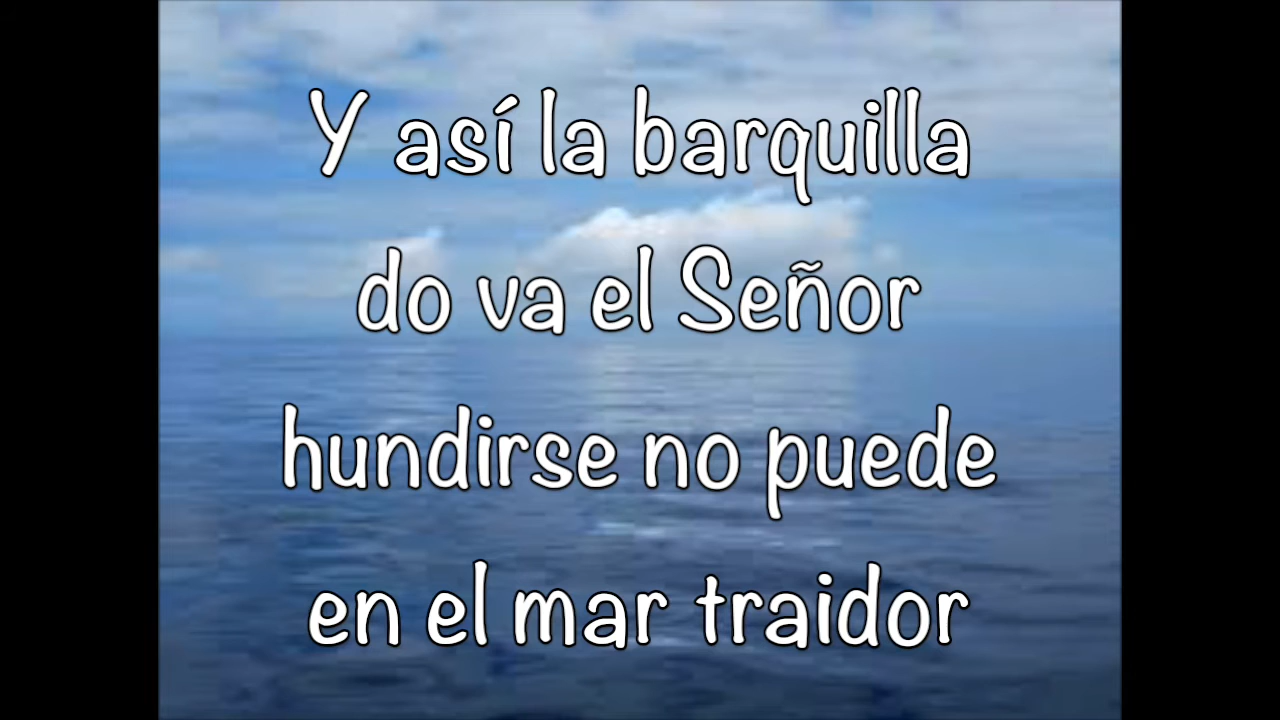 Y así la barquilla
do va el Señor
hundirse no puede
en el mar traidor